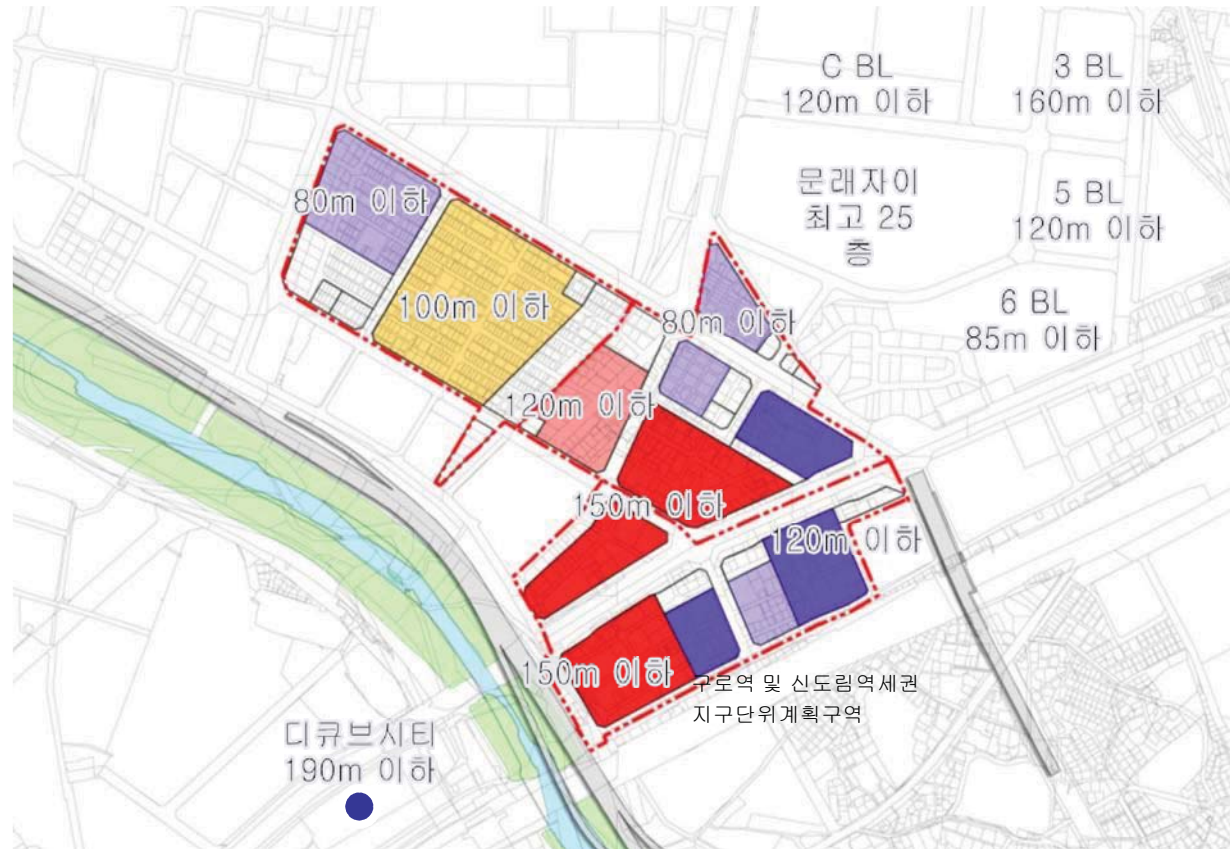 C BL
120m 이하
3 BL
160m 이하
문래자이
최고 25
층
5 BL
120m 이하
6 BL
85m 이하
80m 이하
100m 이하
80m 이하
120m 이하
150m 이하
120m 이하
150m 이하
구로역 및 신도림역세권
지구단위계획구역
디큐브시티
190m 이하